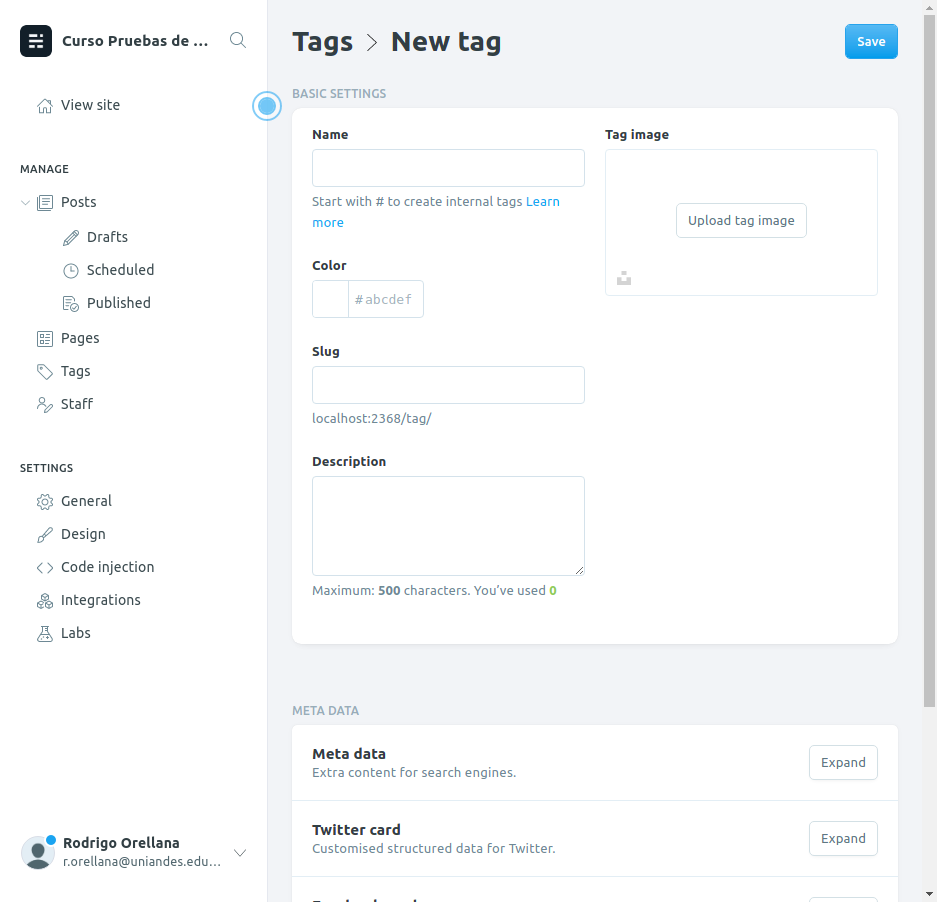 Curso Pruebas de ...
View site
MANAGE
Posts
Drafts
Scheduled
Published
Pages
Tags
Staff
SETTINGS
General
Design
Code injection
Integrations
Labs
Rodrigo Orellana
r.orellana@uniandes.edu...
Tags > New tag
Save
BASIC SETTINGS
Name
Start with # to create internal tags Learn
more
Color
#abcdef
Slug
localhost:2368/tag/
Description
Maximum: 500 characters. You’ve used 0
Tag image
Upload tag image
META DATA
Meta data
Extra content for search engines.
Expand
Twitter card
Customised structured data for Twitter.
Expand